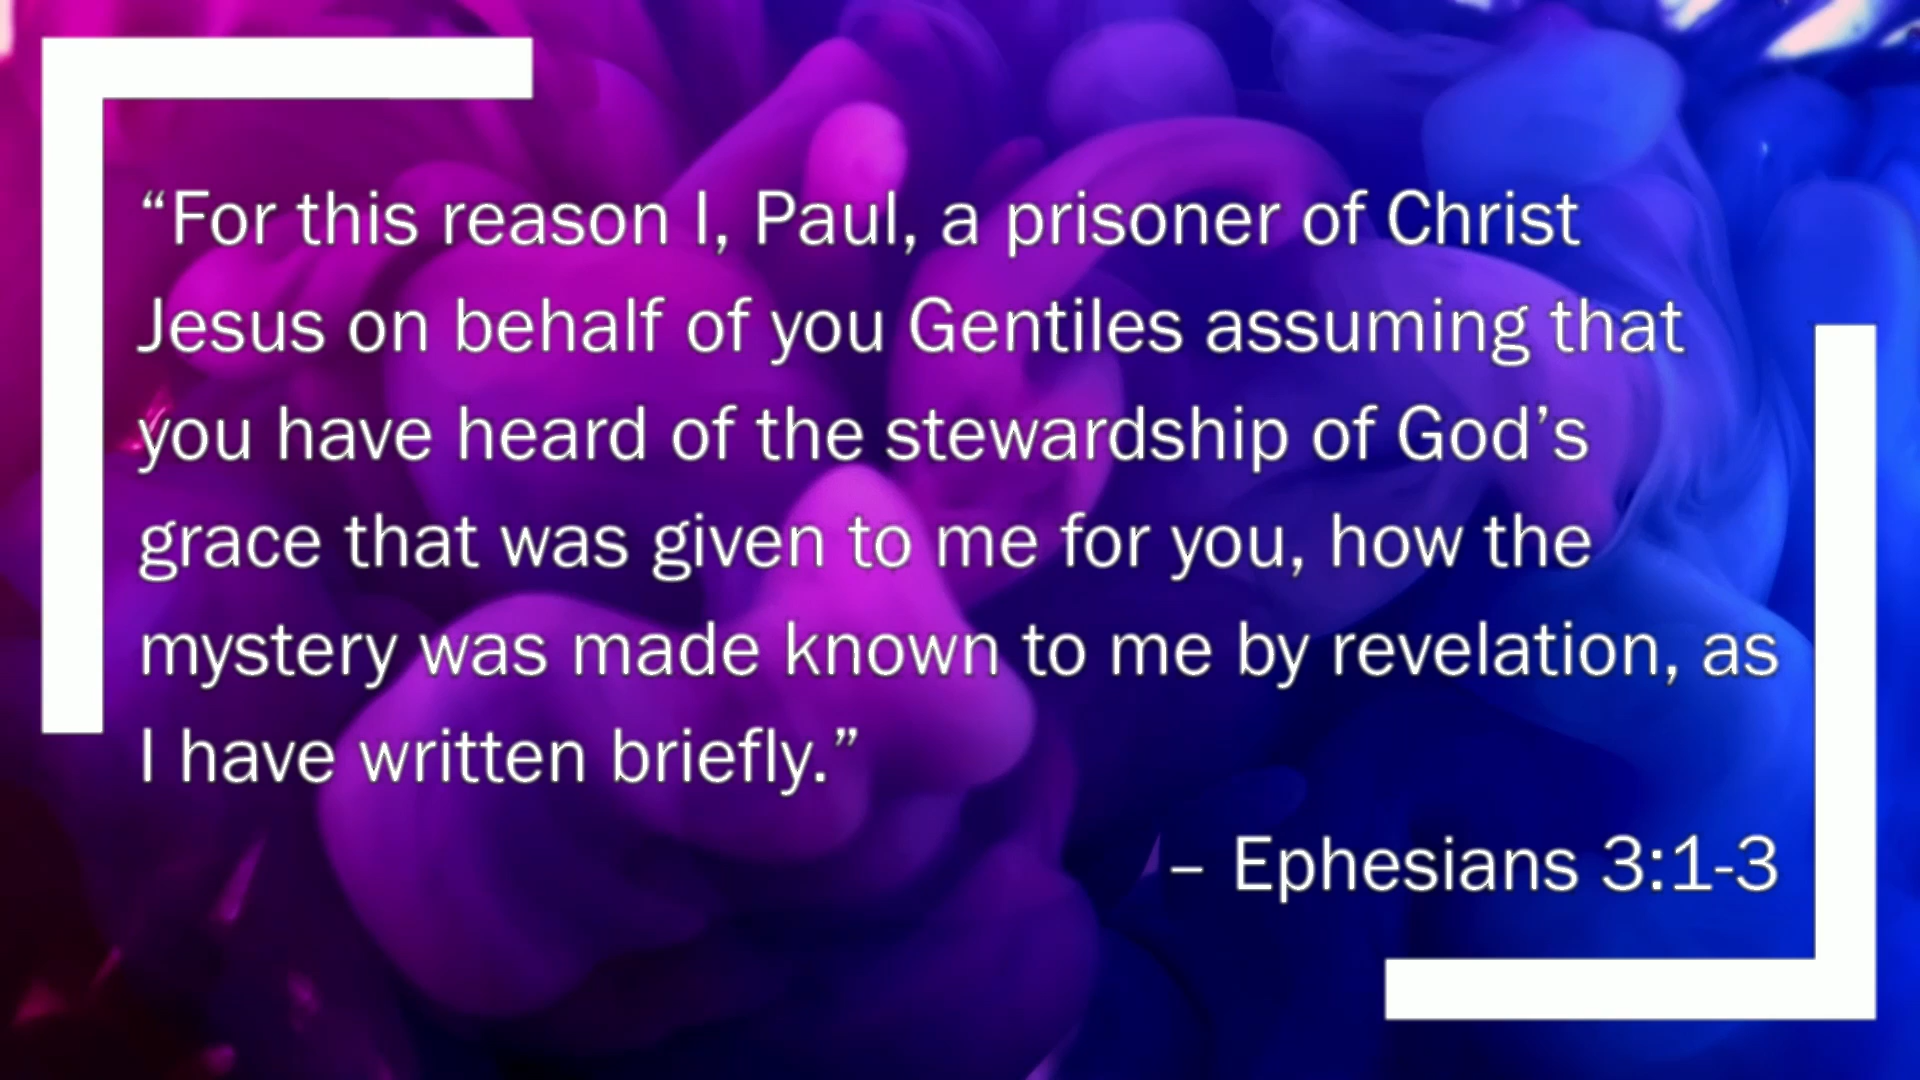 “For this reason I, Paul, a prisoner of Christ
Jesus on behalf of you Gentiles assuming that
you have heard of the stewardship of God’s
grace that was given to me for you, how the
mystery was made known to me by revelation, as
I have written briefly.”
– Ephesians 3:1-3